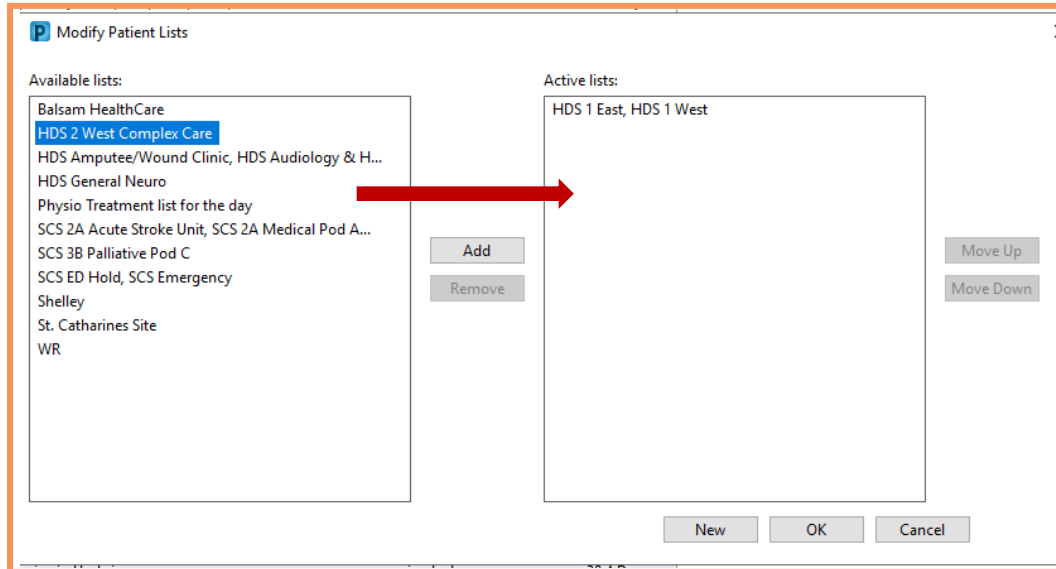 P Modify Patient Lists
Available lists:
Active lists:
Balsam HealthCare
HDS 2 West Complex Care
HDS Amputee/Wound Clinic, HDS Audiology & H...
HDS General Neuro
Physio Treatment list for the day
SCS 2A Acute Stroke Unit, SCS 2A Medical Pod A...
SCS 3B Palliative Pod C
SCS ED Hold, SCS Emergency
Shelley
St. Catharines Site
WR
HDS 1 East, HDS 1 West
Add
Remove
Move Up
Move Down
New
OK
Cancel